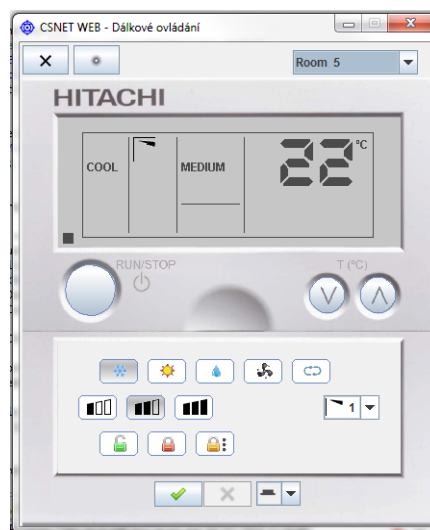 CSNET WEB - Dálkové ovládání
Room 5
HITACHI
COOL
MEDIUM
22 °C
RUN/STOP
T (°C)
1